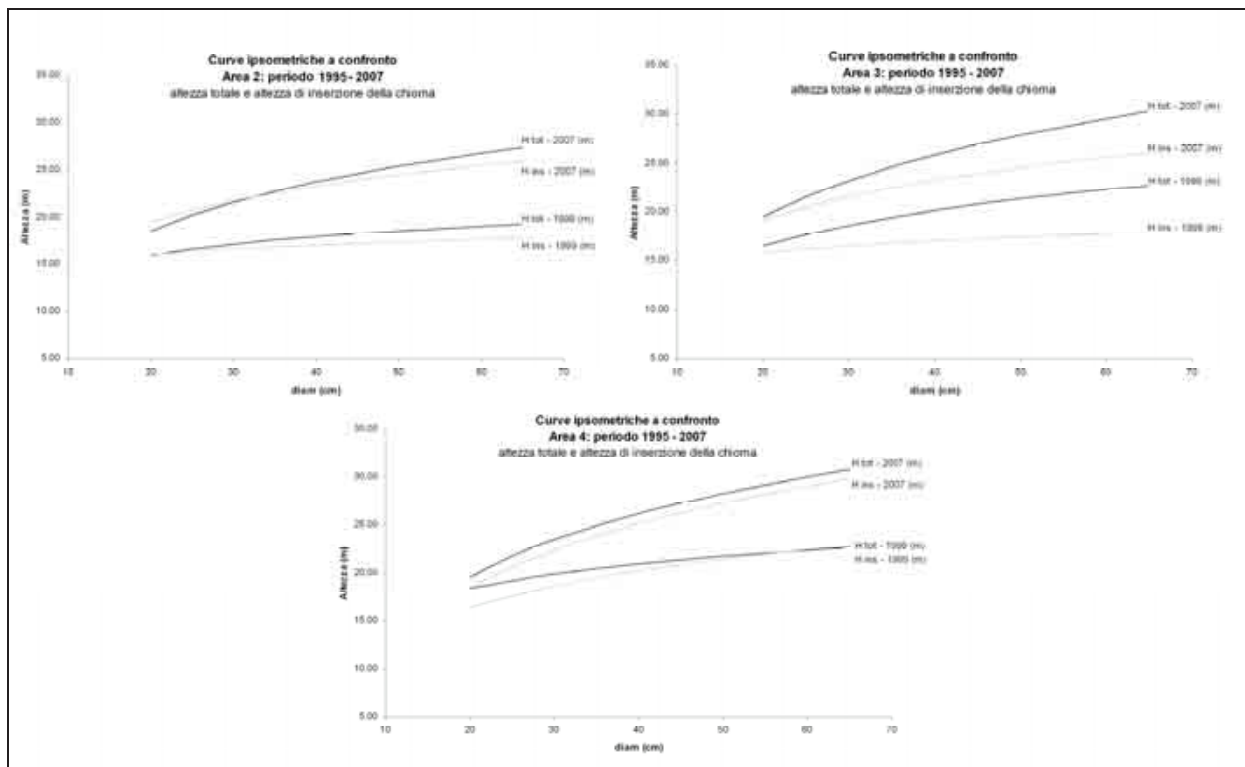 Curve ipsometriche a confronto
Area 2: periodo 1995 - 2007
altezza totale e altezza di inserzione della chioma
35.00
30.00
25.00
20.00
15.00
10.00
5.00
Altezza (m)
H tot - 2007 (m)
H ins - 2007 (m)
H tot - 1999 (m)
H ins - 1999 (m)
10 20 30 40 50 60 70
diam (cm)
Curve ipsometriche a confronto
Area 3: periodo 1995 - 2007
altezza totale e altezza di inserzione della chioma
35.00
30.00
25.00
20.00
15.00
10.00
5.00
Altezza (m)
H tot - 2007 (m)
H ins - 2007 (m)
H tot - (m)
H ins - (m)
10 20 30 40 50 60 70
diam (cm)
Curve ipsometriche a confronto
Area 4: periodo 1995 - 2007
altezza totale e altezza di inserzione della chioma
35.00
30.00
25.00
20.00
15.00
10.00
5.00
Altezza (m)
H tot - 2007 (m)
H ins - 2007 (m)
H tot - 1999 (m)
H ins - (m)
10 20 30 40 50 60 70
diam (cm)